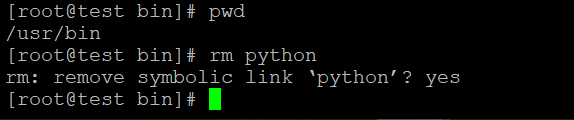 [root@test bin]# pwd
/usr/bin
[root@test bin]# rm python
rm: remove symbolic link ‘python’? yes
[root@test bin]#